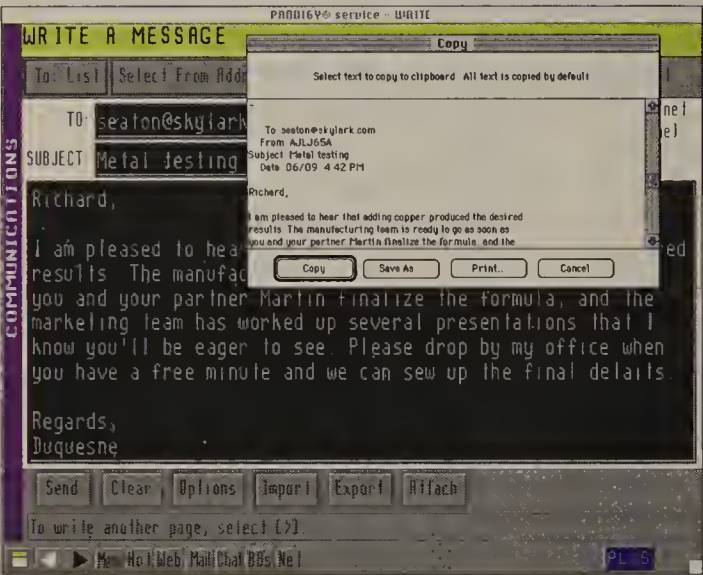 PRODIGY® service - WRITE
WRITE A MESSAGE
Copy
To: List
Select From Addr
Select text to copy to clipboard All text is copied by default
TO
seaton@skylark
SUBJECT
Metal testing
To seaton@skylark.com
From AJLJ65A
Subject Metal testing
Date 06/09 4 42 PM
Richard,
I am pleased to hear that adding copper produced the desired
results The manufacturing team is ready to go as soon as
you and your partner Martin finalize the formula, and the
Copy
Save As
Print..
Cancel
COMMUNICATIONS
Richard,
I am pleased to hea
ed
results The manufac
you and your partner Martin finalize the formula, and the
marketing team has worked up several presentations that I
know you'll be eager to see. Please drop by my office when
you have a free minute and we can sew up the final details.
Regards,
Duquesne
Send
Clear
Options
Import
Export
Attach
To write another page, select [>].
Web
Mail
Chat
BBs